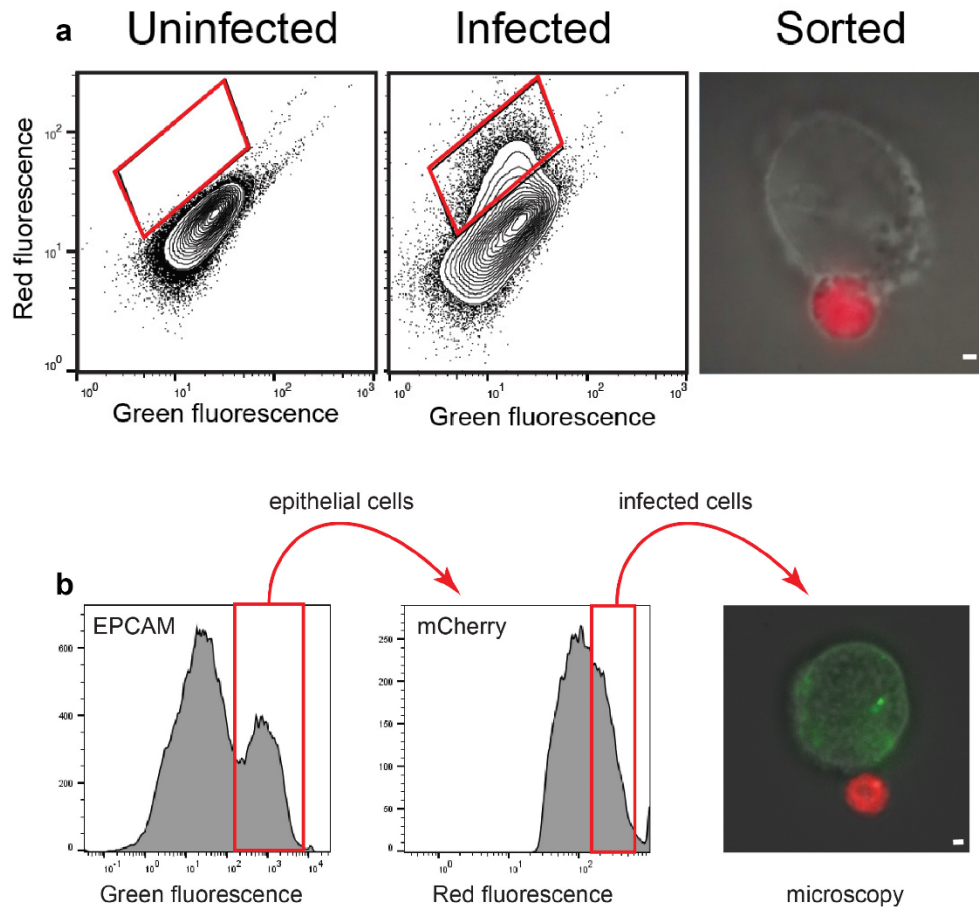 a
Uninfected
Infected
Sorted
Red fluorescence
10²
10¹
10⁰
10⁰ 10¹ 10² 10³
Green fluorescence
10⁰ 10¹ 10² 10³
Green fluorescence
epithelial cells
infected cells
b
EPCAM
600
400
200
0
10⁻¹ 10⁰ 10¹ 10² 10³ 10⁴
Green fluorescence
mCherry
250
200
150
100
50
0
10⁰ 10²
Red fluorescence
microscopy